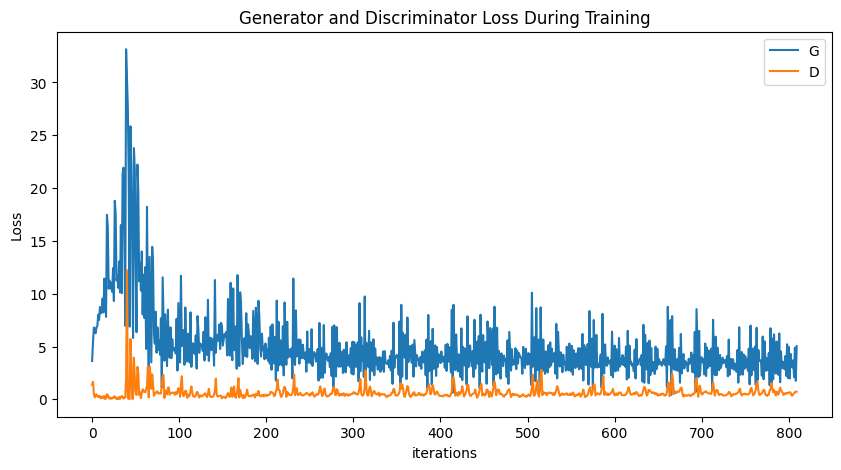 Generator and Discriminator Loss During Training
G
D
Loss
30
25
20
15
10
5
0
0 100 200 300 400 500 600 700 800
iterations